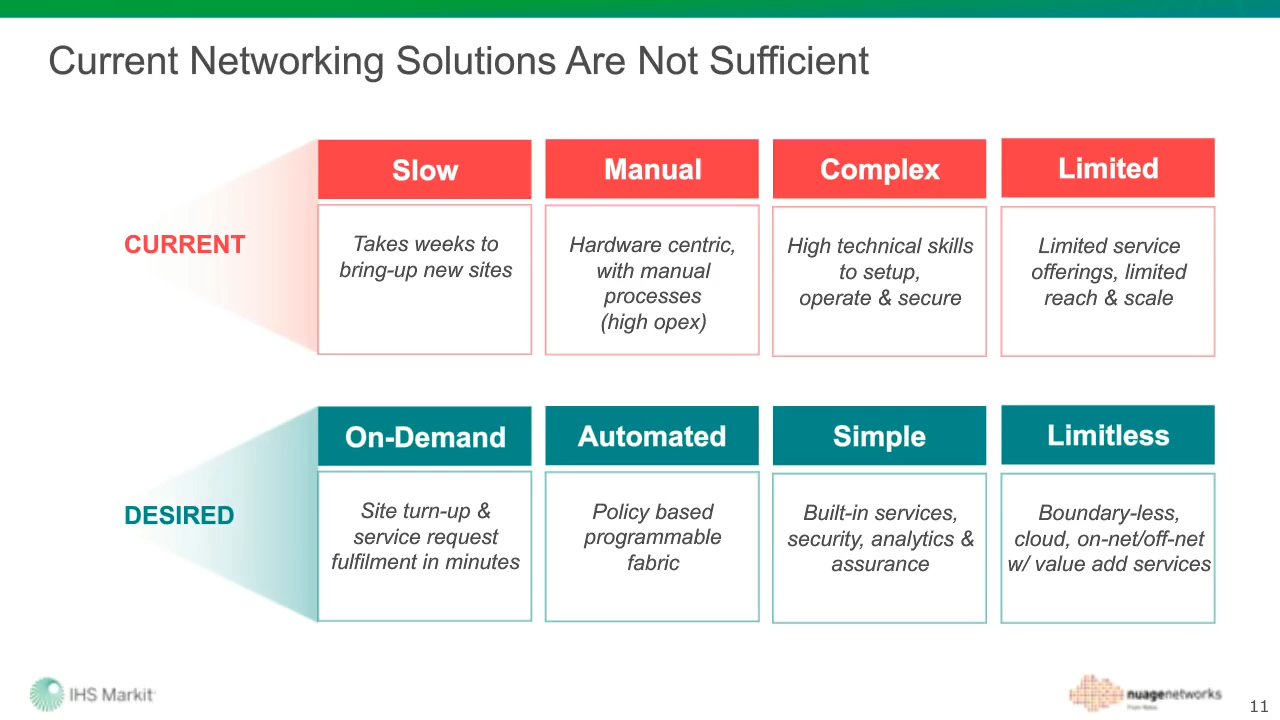 Current Networking Solutions Are Not Sufficient
CURRENT
Slow
Takes weeks to
bring-up new sites
Manual
Hardware centric,
with manual
processes
(high opex)
Complex
High technical skills
to setup,
operate & secure
Limited
Limited service
offerings, limited
reach & scale
DESIRED
On-Demand
Site turn-up &
service request
fulfilment in minutes
Automated
Policy based
programmable
fabric
Simple
Built-in services,
security, analytics &
assurance
Limitless
Boundary-less,
cloud, on-net/off-net
w/ value add services
IHS Markit
nuagenetworks
From Nokia
11